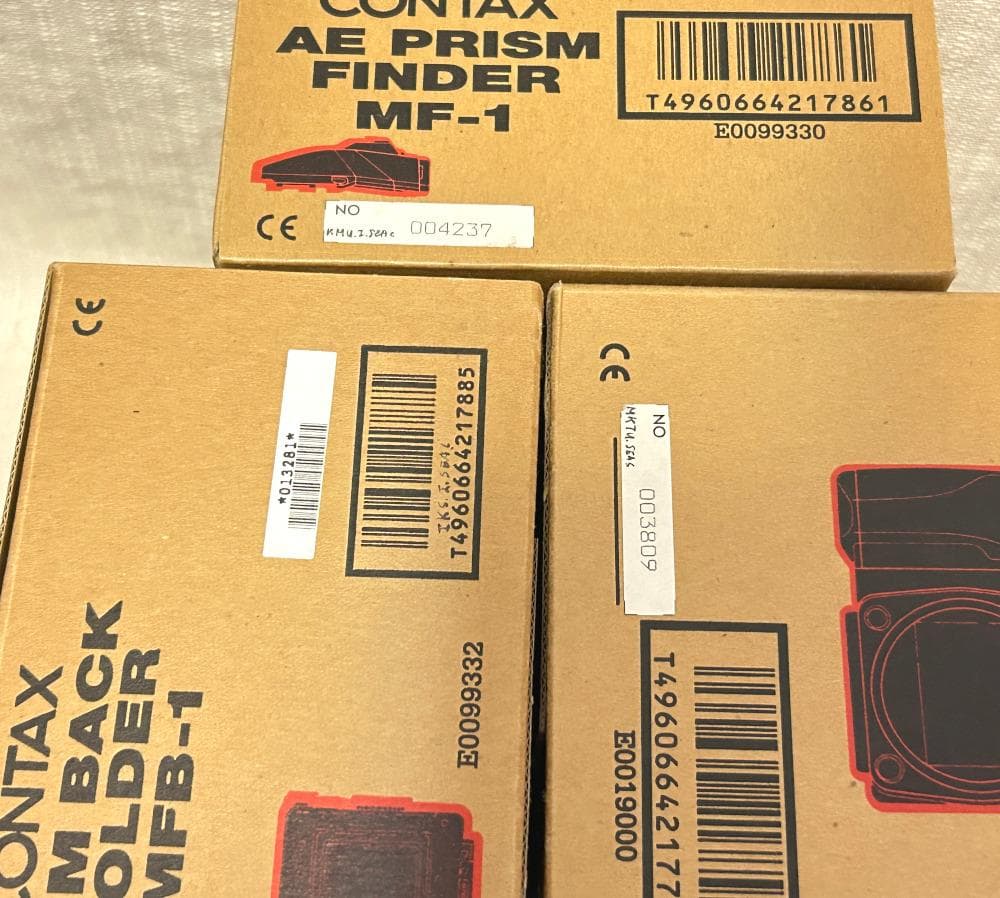 CONTAX
AE PRISM
FINDER
MF-1
T4960664217861
E0099330
CE
NO
004237
CE
*013281*
T4960664217885
E0099332
CONTAX
M BACK
OLDER
MFB-1
CE
NO
003809
T49606642177
E0019000